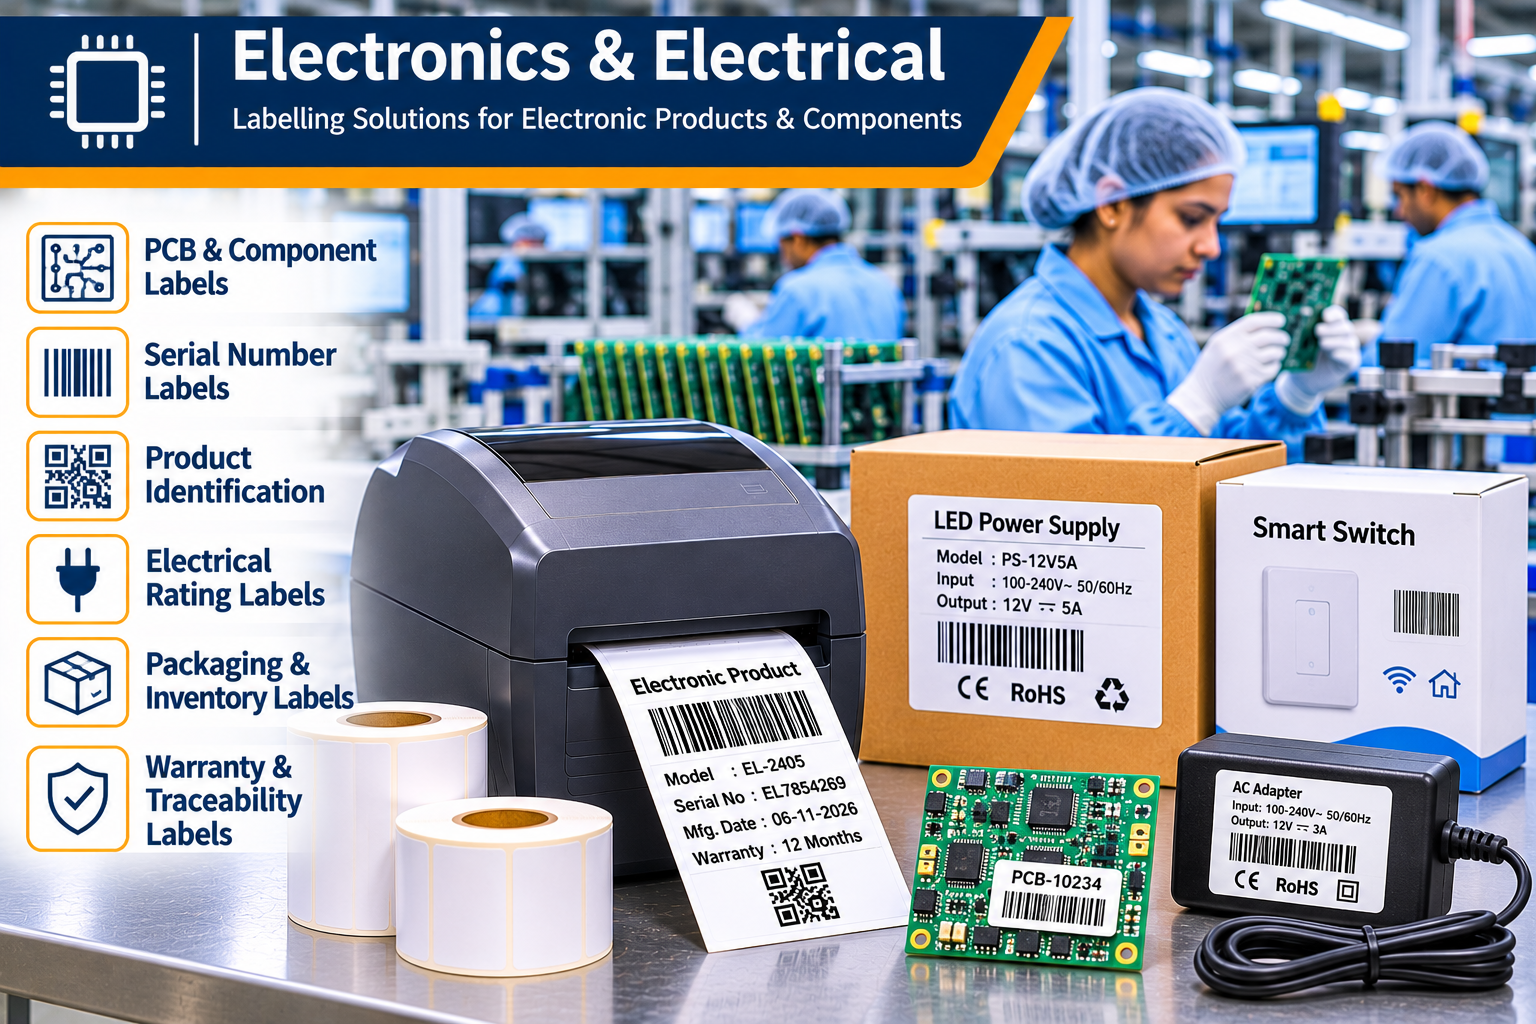 Electronics & Electrical
Labelling Solutions for Electronic Products & Components
PCB & Component
Labels
Serial Number
Labels
Product
Identification
Electrical
Rating Labels
Packaging &
Inventory Labels
Warranty &
Traceability
Labels
Electronic Product
Model : EL-2405
Serial No : EL7854269
Mfg. Date : 06-11-2026
Warranty : 12 Months
LED Power Supply
Model : PS-12V5A
Input : 100-240V~ 50/60Hz
Output : 12V ⎓ 5A
CE RoHS
Smart Switch
PCB-10234
AC Adapter
Input: 100-240V~ 50/60Hz
Output: 12V ⎓ 3A
CE RoHS